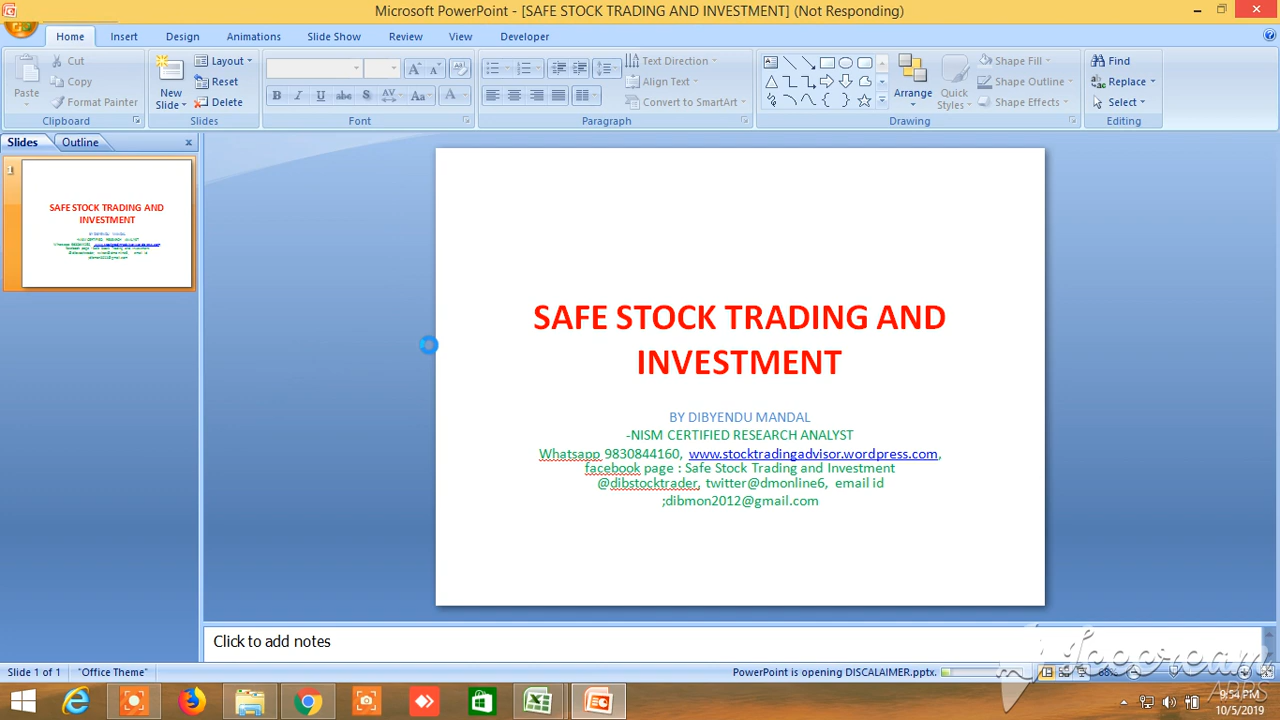 Microsoft PowerPoint - [SAFE STOCK TRADING AND INVESTMENT] (Not Responding)
Home Insert Design Animations Slide Show Review View Developer
Paste Cut Copy Format Painter Clipboard
New Slide Layout Reset Delete Slides
Font
Text Direction Align Text Convert to SmartArt Paragraph
Arrange Quick Styles Shape Fill Shape Outline Shape Effects Drawing
Find Replace Select Editing
Slides Outline
1
SAFE STOCK TRADING AND
INVESTMENT
BY DIBYENDU MANDAL
-NISM CERTIFIED RESEARCH ANALYST
Whatsapp 9830844160, www.stocktradingadvisor.wordpress.com,
facebook page : Safe Stock Trading and Investment
@dibstocktrader, twitter@dmonline6, email id
;dibmon2012@gmail.com
SAFE STOCK TRADING AND
INVESTMENT
Click to add notes
Slide 1 of 1 "Office Theme" PowerPoint is opening DISCALAIMER.pptx. 68%
9:54 PM
10/5/2019
APPS